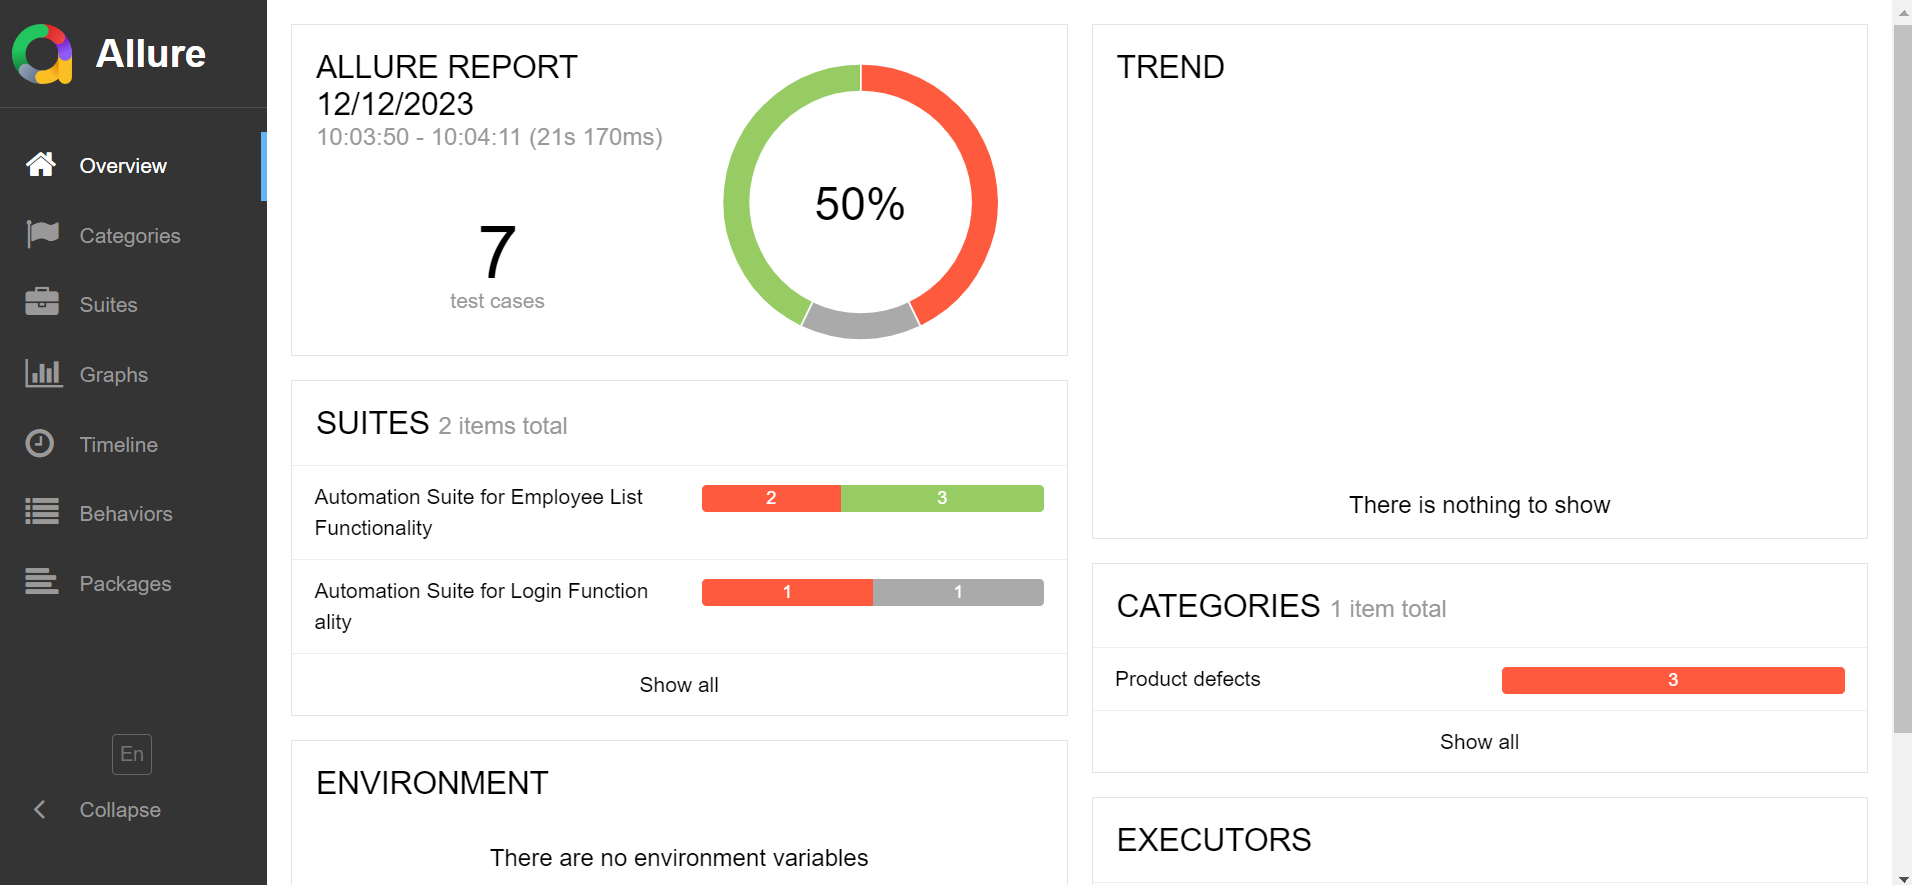 Allure
Overview
Categories
Suites
Graphs
Timeline
Behaviors
Packages
En
Collapse
ALLURE REPORT
12/12/2023
10:03:50 - 10:04:11 (21s 170ms)
7
test cases
50%
SUITES 2 items total
Automation Suite for Employee List
Functionality
2 3
Automation Suite for Login Function
ality
1 1
Show all
ENVIRONMENT
There are no environment variables
TREND
There is nothing to show
CATEGORIES 1 item total
Product defects 3
Show all
EXECUTORS